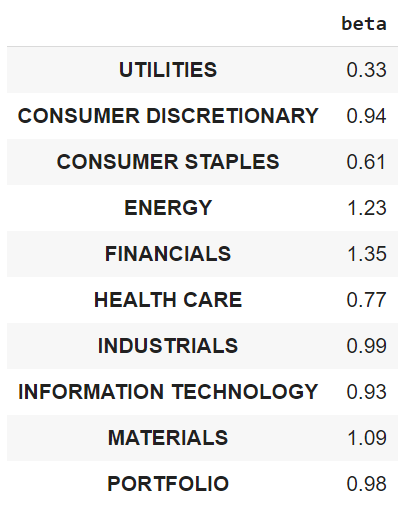 beta
UTILITIES 0.33
CONSUMER DISCRETIONARY 0.94
CONSUMER STAPLES 0.61
ENERGY 1.23
FINANCIALS 1.35
HEALTH CARE 0.77
INDUSTRIALS 0.99
INFORMATION TECHNOLOGY 0.93
MATERIALS 1.09
PORTFOLIO 0.98